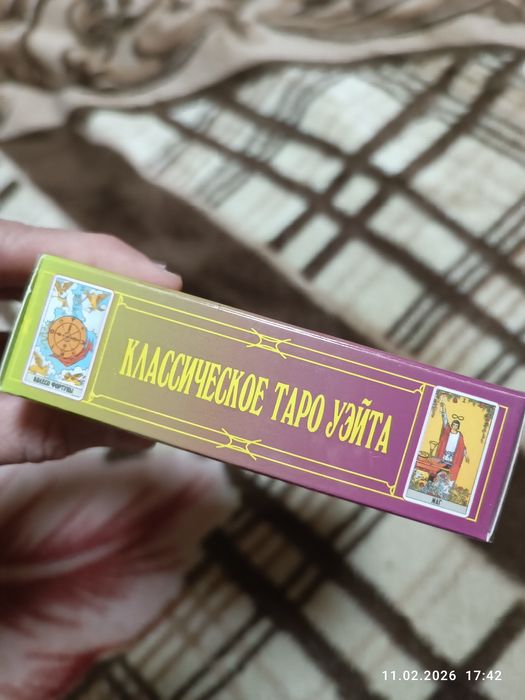 КЛАССИЧЕСКОЕ ТАРО УЭЙТА
КОЛЕСО ФОРТУНЫ
МАГ
11.02.2026 17:42